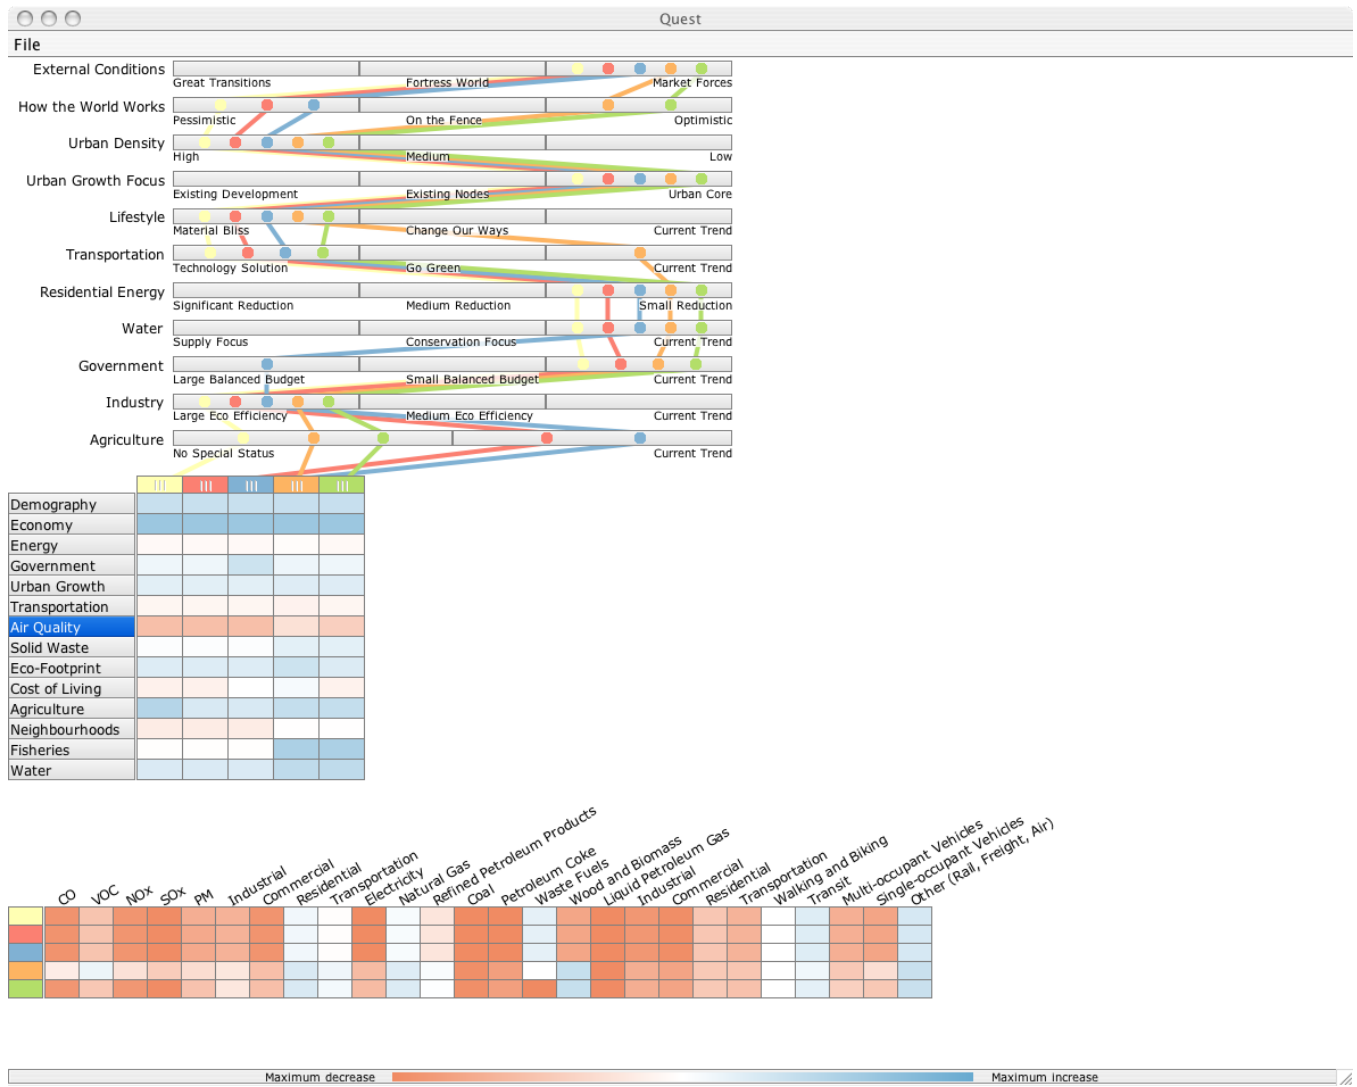 Quest
File
External Conditions
Great Transitions Fortress World Market Forces
How the World Works
Pessimistic On the Fence Optimistic
Urban Density
High Medium Low
Urban Growth Focus
Existing Development Existing Nodes Urban Core
Lifestyle
Material Bliss Change Our Ways Current Trend
Transportation
Technology Solution Go Green Current Trend
Residential Energy
Significant Reduction Medium Reduction Small Reduction
Water
Supply Focus Conservation Focus Current Trend
Government
Large Balanced Budget Small Balanced Budget Current Trend
Industry
Large Eco Efficiency Medium Eco Efficiency Current Trend
Agriculture
No Special Status Current Trend
Demography
Economy
Energy
Government
Urban Growth
Transportation
Air Quality
Solid Waste
Eco-Footprint
Cost of Living
Agriculture
Neighbourhoods
Fisheries
Water
CO
VOC
NOx
SOx
PM
Industrial
Commercial
Residential
Transportation
Electricity
Natural Gas
Refined Petroleum Products
Coal
Petroleum Coke
Waste Fuels
Wood and Biomass
Liquid Petroleum Gas
Industrial
Commercial
Residential
Transportation
Walking and Biking
Transit
Multi-occupant Vehicles
Single-occupant Vehicles
Other (Rail, Freight, Air)
Maximum decrease Maximum increase